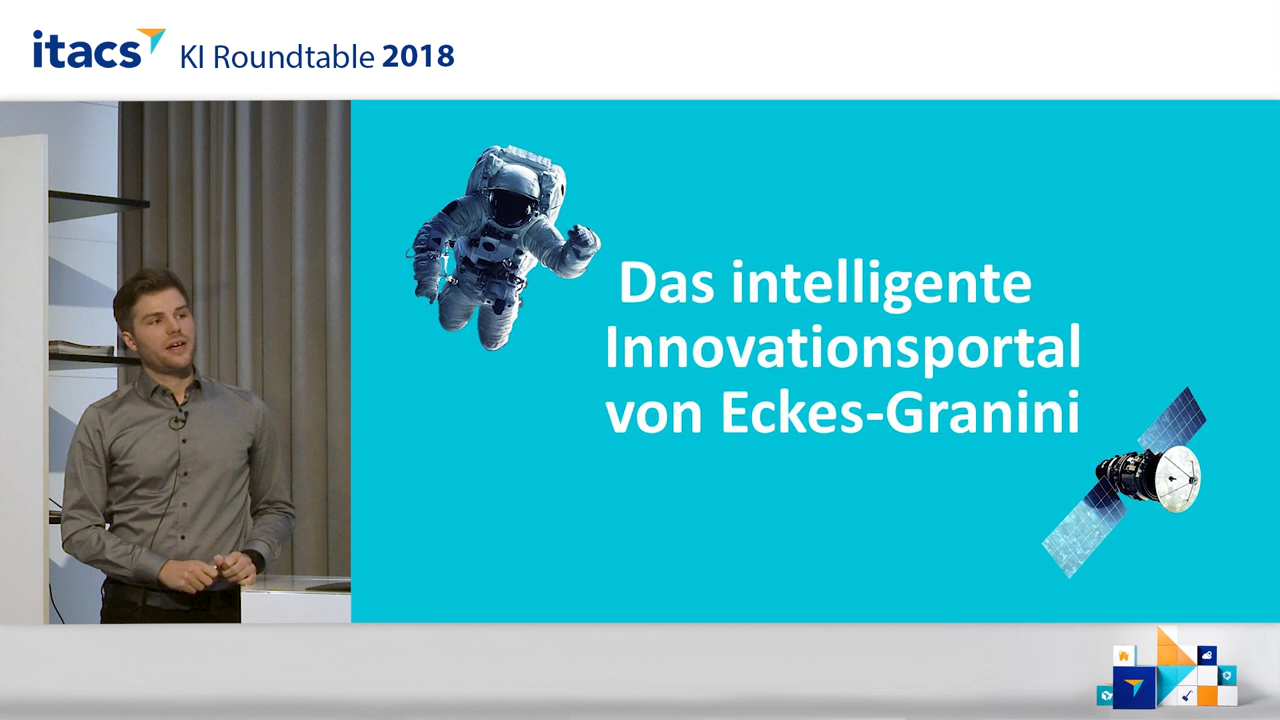 itacs KI Roundtable 2018
Das intelligente
Innovationsportal
von Eckes-Granini